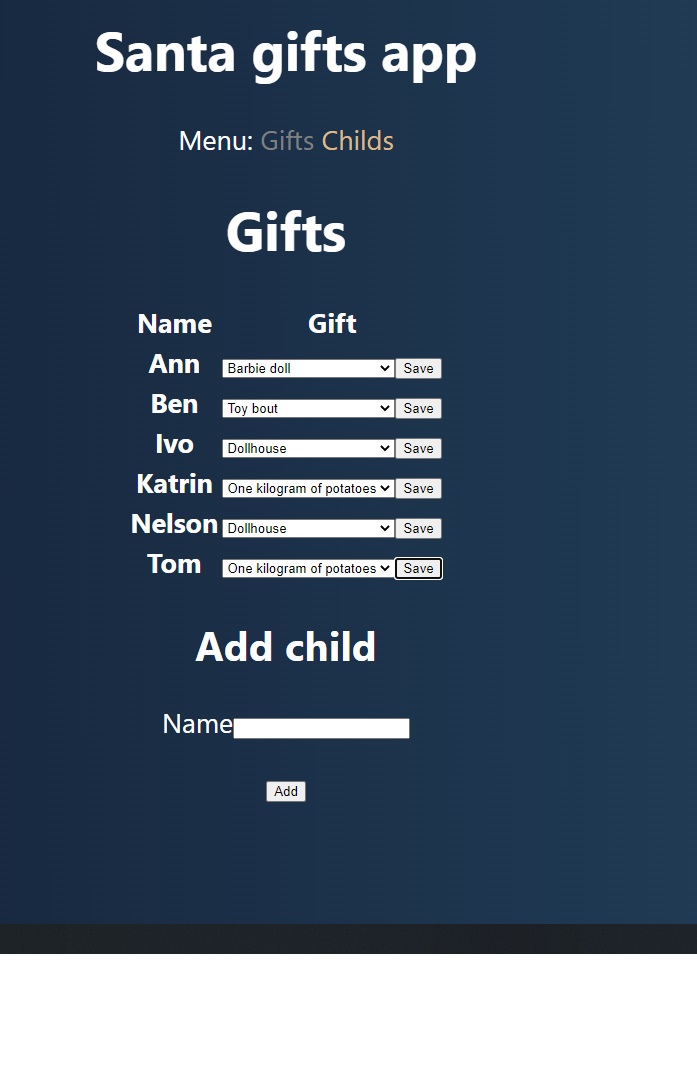 Santa gifts app
Menu: Gifts Childs
Gifts
Name Gift
Ann Barbie doll Save
Ben Toy bout Save
Ivo Dollhouse Save
Katrin One kilogram of potatoes Save
Nelson Dollhouse Save
Tom One kilogram of potatoes Save
Add child
Name
Add